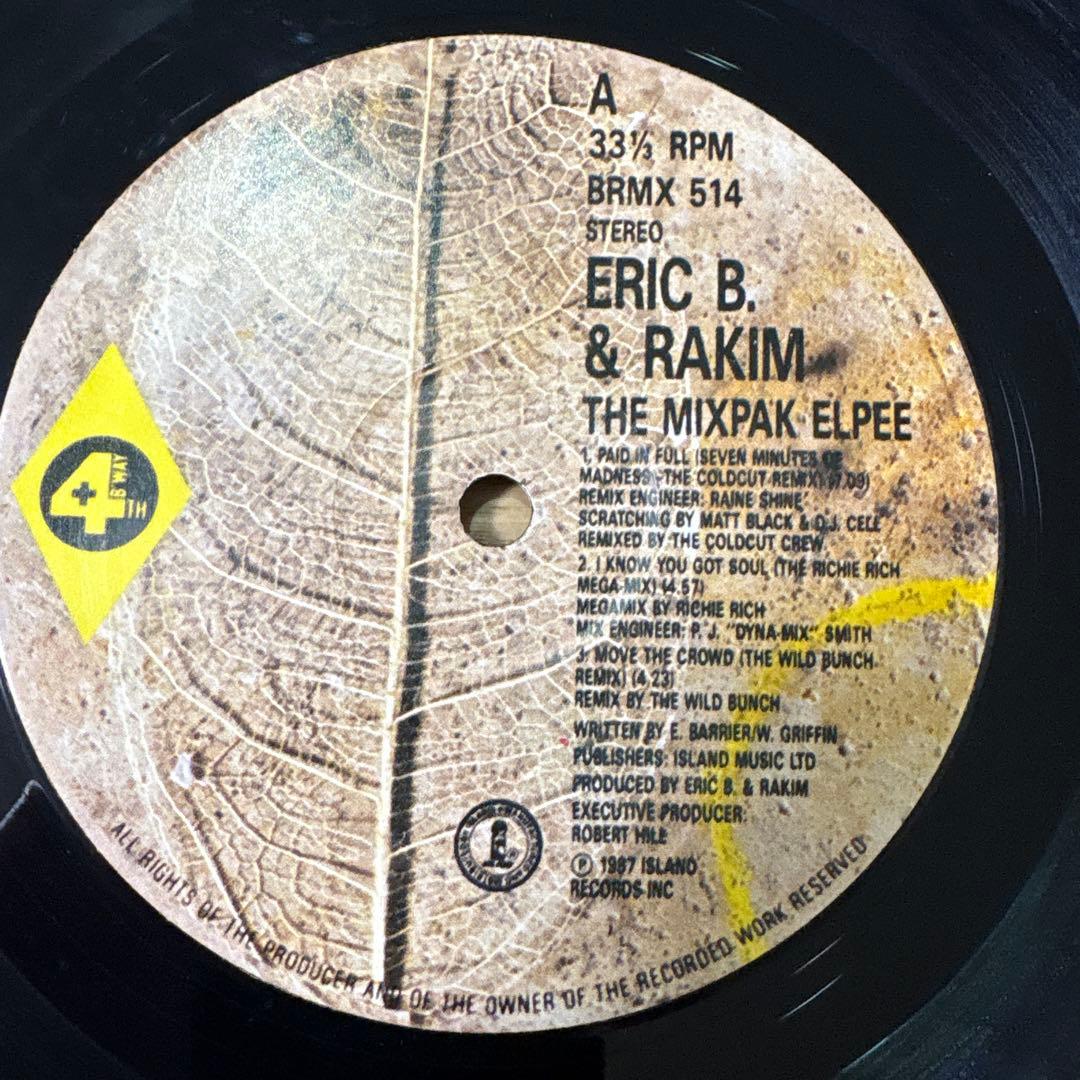 A
33⅓ RPM
BRMX 514
STEREO
ERIC B.
& RAKIM
THE MIXPAK ELPEE
1. PAID IN FULL (SEVEN MINUTES OF
MADNESS-THE COLDCUT REMIX) (7.09)
REMIX ENGINEER: RAINE SHINE
SCRATCHING BY MATT BLACK & D.J. CELL
REMIXED BY THE COLDCUT CREW
2. I KNOW YOU GOT SOUL (THE RICHIE RICH
MEGA-MIX) (4.57)
MEGAMIX BY RICHIE RICH
MIX ENGINEER: P. J. "DYNA-MIX" SMITH
3. MOVE THE CROWD (THE WILD BUNCH
REMIX) (4.23)
REMIX BY THE WILD BUNCH
WRITTEN BY E. BARRIER/W. GRIFFIN
PUBLISHERS: ISLAND MUSIC LTD
PRODUCED BY ERIC B. & RAKIM
EXECUTIVE PRODUCER:
ROBERT HILL
Ⓟ 1987 ISLAND
RECORDS INC
4TH
B'WAY
ALL RIGHTS OF THE PRODUCER AND OF THE OWNER OF THE RECORDED WORK RESERVED